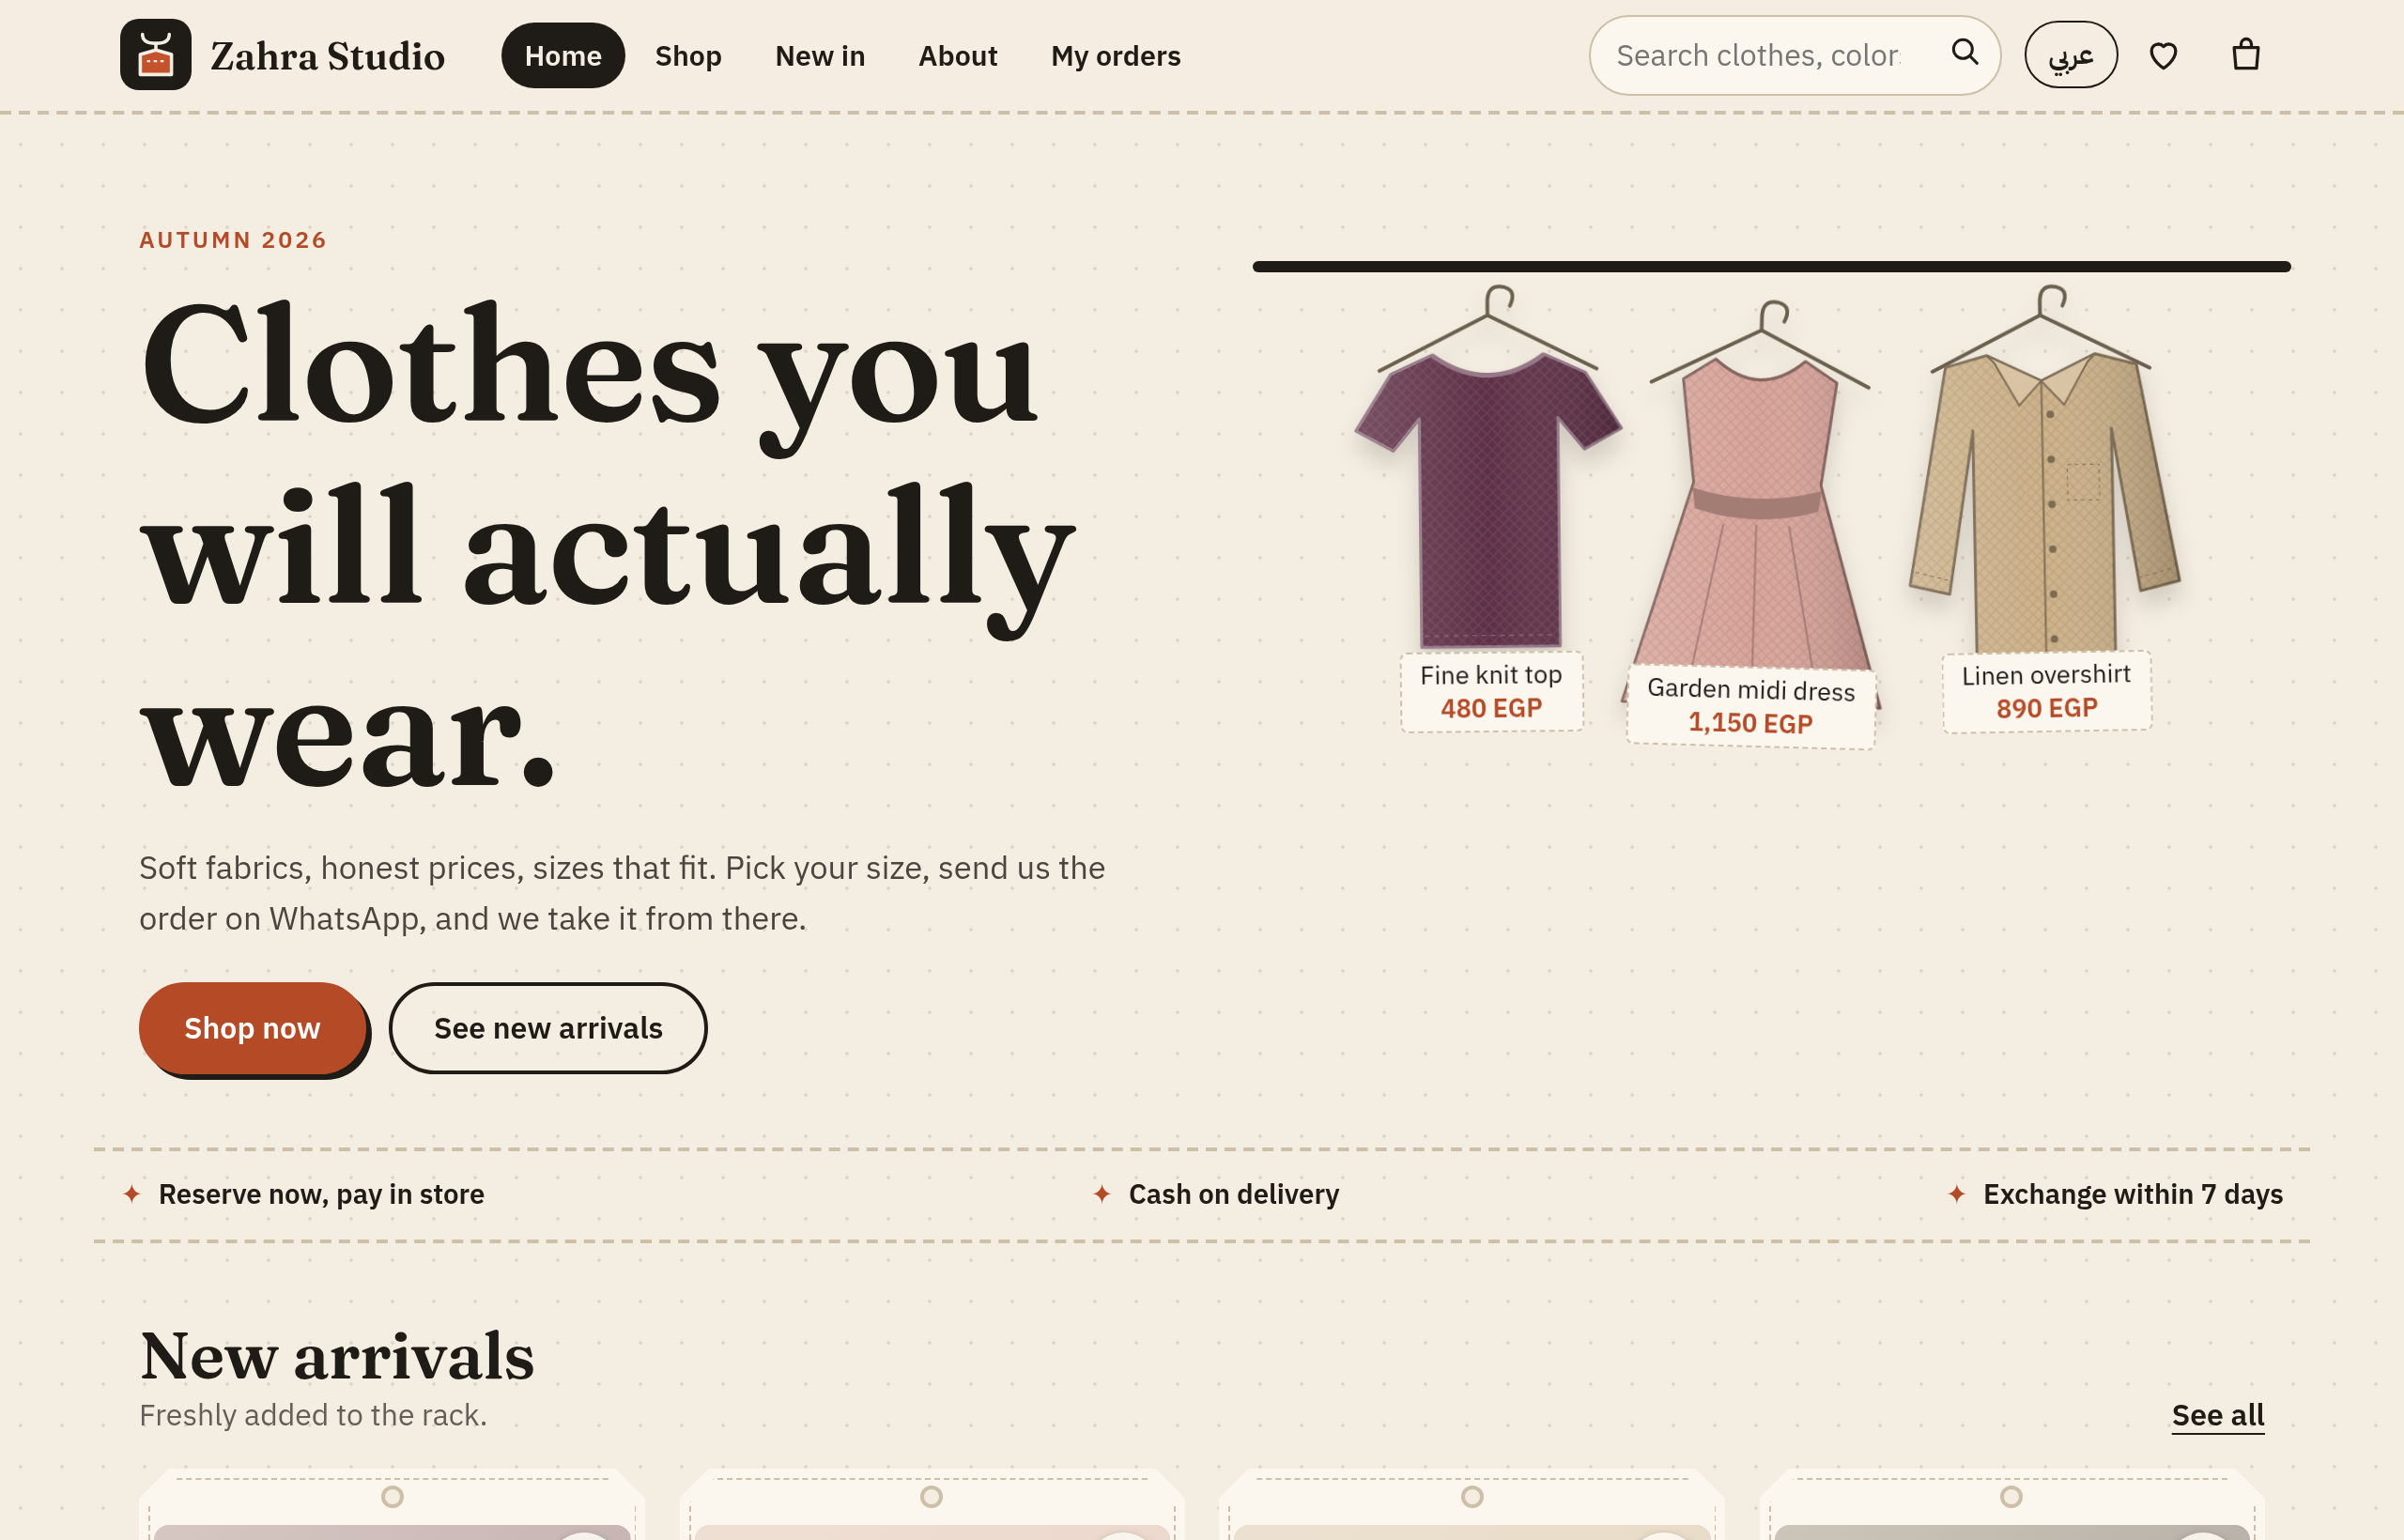 Zahra Studio
Home
Shop
New in
About
My orders
Search clothes, color
عربي
AUTUMN 2026
Clothes you
will actually
wear.
Soft fabrics, honest prices, sizes that fit. Pick your size, send us the
order on WhatsApp, and we take it from there.
Shop now
See new arrivals
Fine knit top
480 EGP
Garden midi dress
1,150 EGP
Linen overshirt
890 EGP
Reserve now, pay in store
Cash on delivery
Exchange within 7 days
New arrivals
Freshly added to the rack.
See all